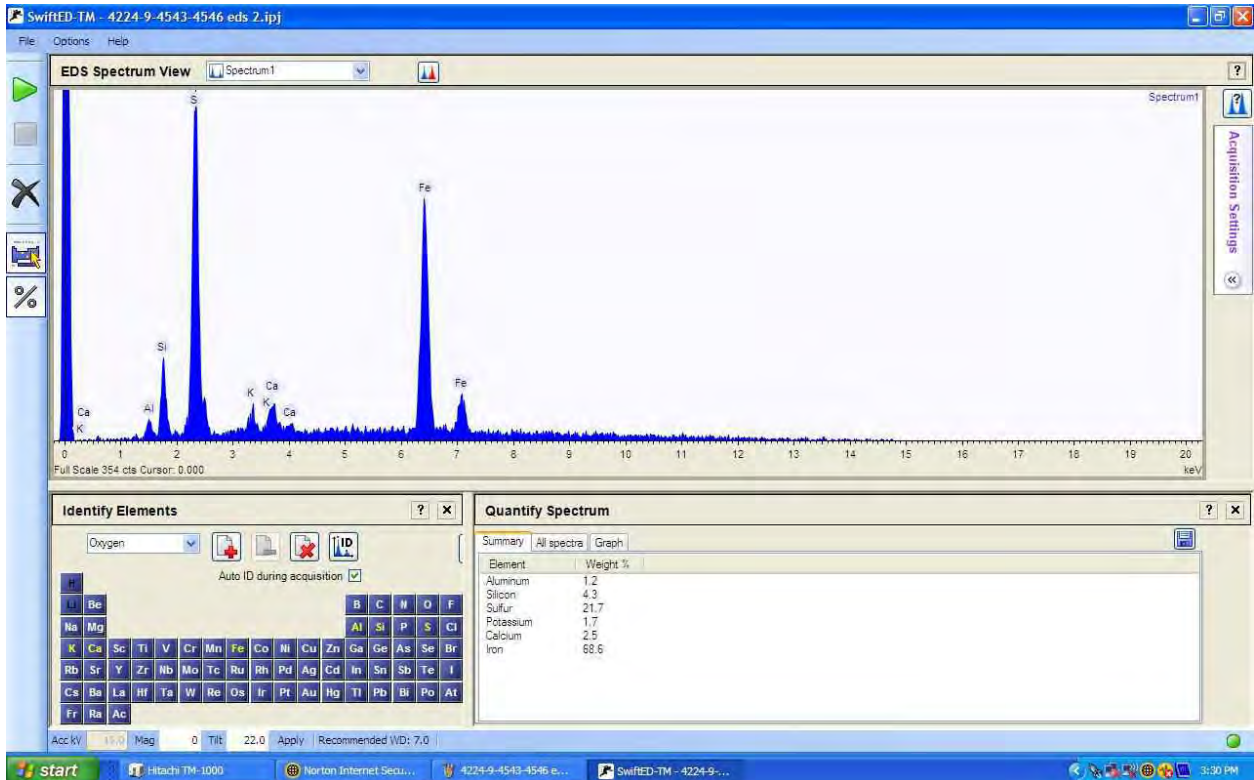 SwiftED-TM - 4224-9-4543-4546 eds 2.ipj
File Options Help
EDS Spectrum View Spectrum1
?
Spectrum1
S
Fe
Si
Al
Ca
K
K
Ca
K
Ca
Fe
0 1 2 3 4 5 6 7 8 9 10 11 12 13 14 15 16 17 18 19 20
Full Scale 354 cts Cursor: 0.000
keV
Acquisition Settings
Identify Elements ? X
Oxygen
ID
Auto ID during acquisition
H
Li Be B C N O F
Na Mg Al Si P S Cl
K Ca Sc Ti V Cr Mn Fe Co Ni Cu Zn Ga Ge As Se Br
Rb Sr Y Zr Nb Mo Tc Ru Rh Pd Ag Cd In Sn Sb Te I
Cs Ba La Hf Ta W Re Os Ir Pt Au Hg Tl Pb Bi Po At
Fr Ra Ac
Quantify Spectrum ? X
Summary All spectra Graph
Element Weight %
Aluminum 1.2
Silicon 4.3
Sulfur 21.7
Potassium 1.7
Calcium 2.5
Iron 68.6
Acc kV 15.0 Mag 0 Tilt 22.0 Apply Recommended WD: 7.0
start Hitachi TM-1000 Norton Internet Secu... 4224-9-4543-4546 e... SwiftED-TM - 4224-9-... 3:30 PM